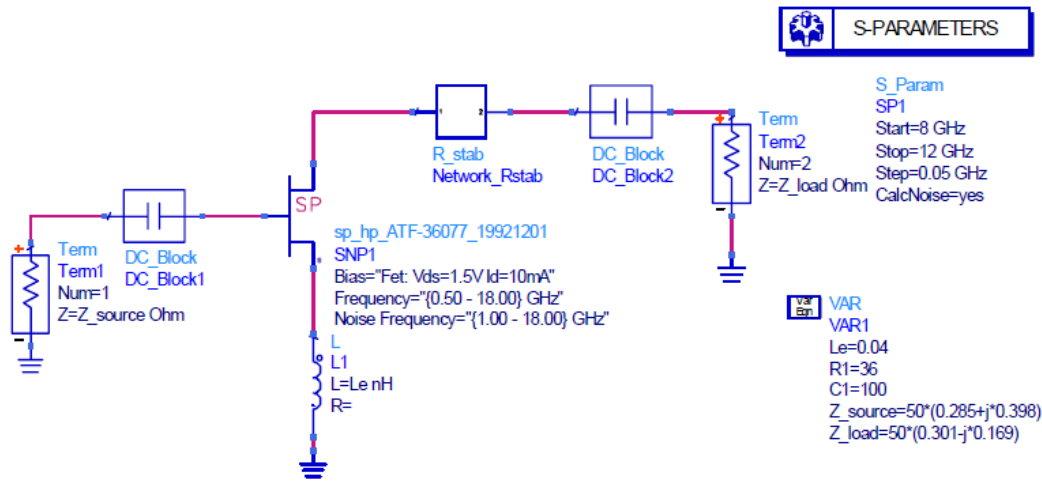 S-PARAMETERS
S_Param
SP1
Start=8 GHz
Stop=12 GHz
Step=0.05 GHz
CalcNoise=yes
1
2
R_stab
Network_Rstab
DC_Block
DC_Block2
+
Term
Term2
Num=2
Z=Z_load Ohm
-
SP
sp_hp_ATF-36077_19921201
SNP1
Bias="Fet: Vds=1.5V Id=10mA"
Frequency="{0.50 - 18.00} GHz"
Noise Frequency="{1.00 - 18.00} GHz"
DC_Block
DC_Block1
+
Term
Term1
Num=1
Z=Z_source Ohm
-
L
L1
L=Le nH
R=
Var
Eqn
VAR
VAR1
Le=0.04
R1=36
C1=100
Z_source=50*(0.285+j*0.398)
Z_load=50*(0.301-j*0.169)